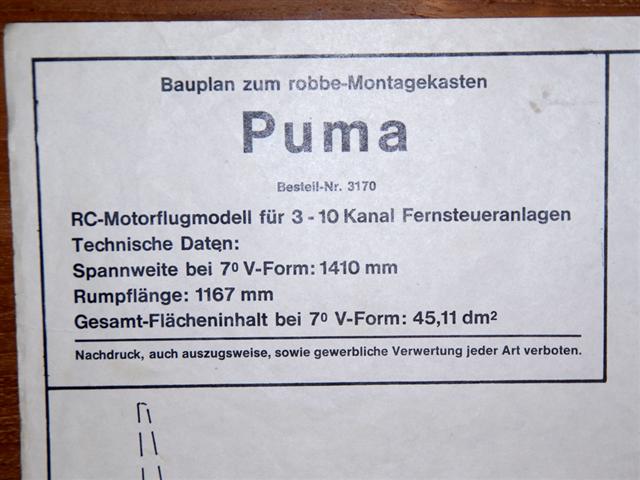 Bauplan zum robbe-Montagekasten
Puma
Bestell-Nr. 3170
RC-Motorflugmodell für 3 - 10 Kanal Fernsteueranlagen
Technische Daten:
Spannweite bei 7⁰ V-Form: 1410 mm
Rumpflänge: 1167 mm
Gesamt-Flächeninhalt bei 7⁰ V-Form: 45,11 dm²
Nachdruck, auch auszugsweise, sowie gewerbliche Verwertung jeder Art verboten.